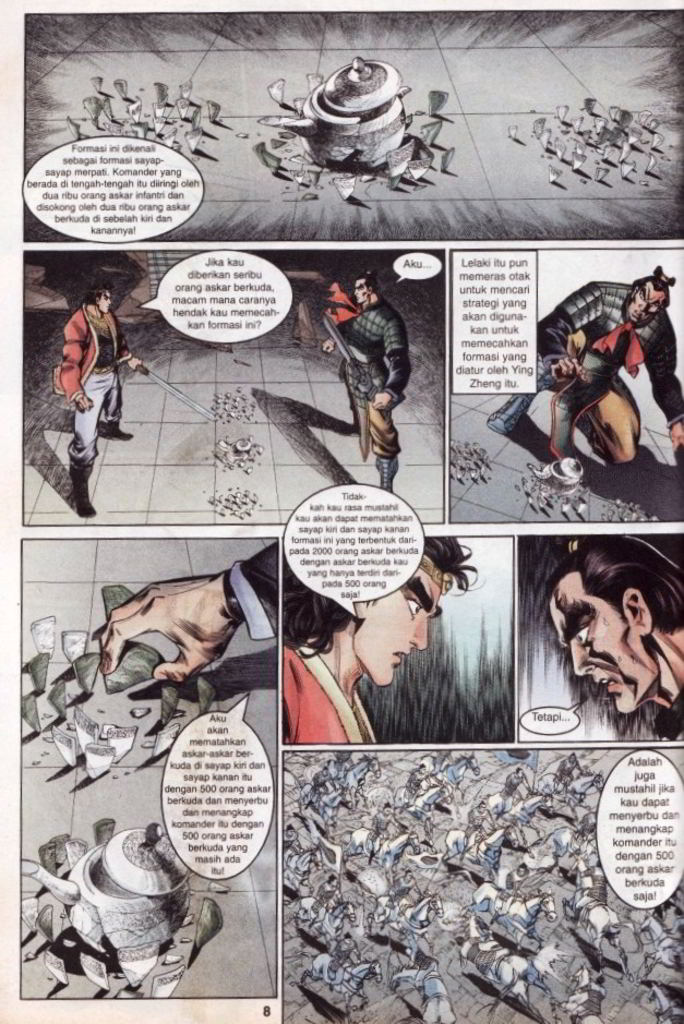 Formasi ini dikenali
sebagai formasi sayap-
sayap merpati. Komander yang
berada di tengah-tengah itu diiringi oleh
dua ribu orang askar infantri dan
disokong oleh dua ribu orang askar
berkuda di sebelah kiri dan
kanannya!
Jika kau
diberikan seribu
orang askar berkuda,
macam mana caranya
hendak kau memecah-
kan formasi ini?
Aku...
Lelaki itu pun
memeras otak
untuk mencari
strategi yang
akan diguna-
kan untuk
memecahkan
formasi yang
diatur oleh Ying
Zheng itu.
Aku
akan
mematahkan
askar-askar ber-
kuda di sayap kiri dan
sayap kanan itu
dengan 500 orang askar
berkuda dan menyerbu
dan menangkap
komander itu dengan
500 orang askar
berkuda yang
masih ada
itu!
Tidak-
kah kau rasa mustahil
kau akan dapat mematahkan
sayap kiri dan sayap kanan
formasi ini yang terbentuk dari-
pada 2000 orang askar berkuda
dengan askar berkuda kau
yang hanya terdiri dari-
pada 500 orang
saja!
Tetapi...
Adalah
juga
mustahil jika
kau dapat
menyerbu dan
menangkap
komander itu
dengan 500
orang askar
berkuda
saja!
8